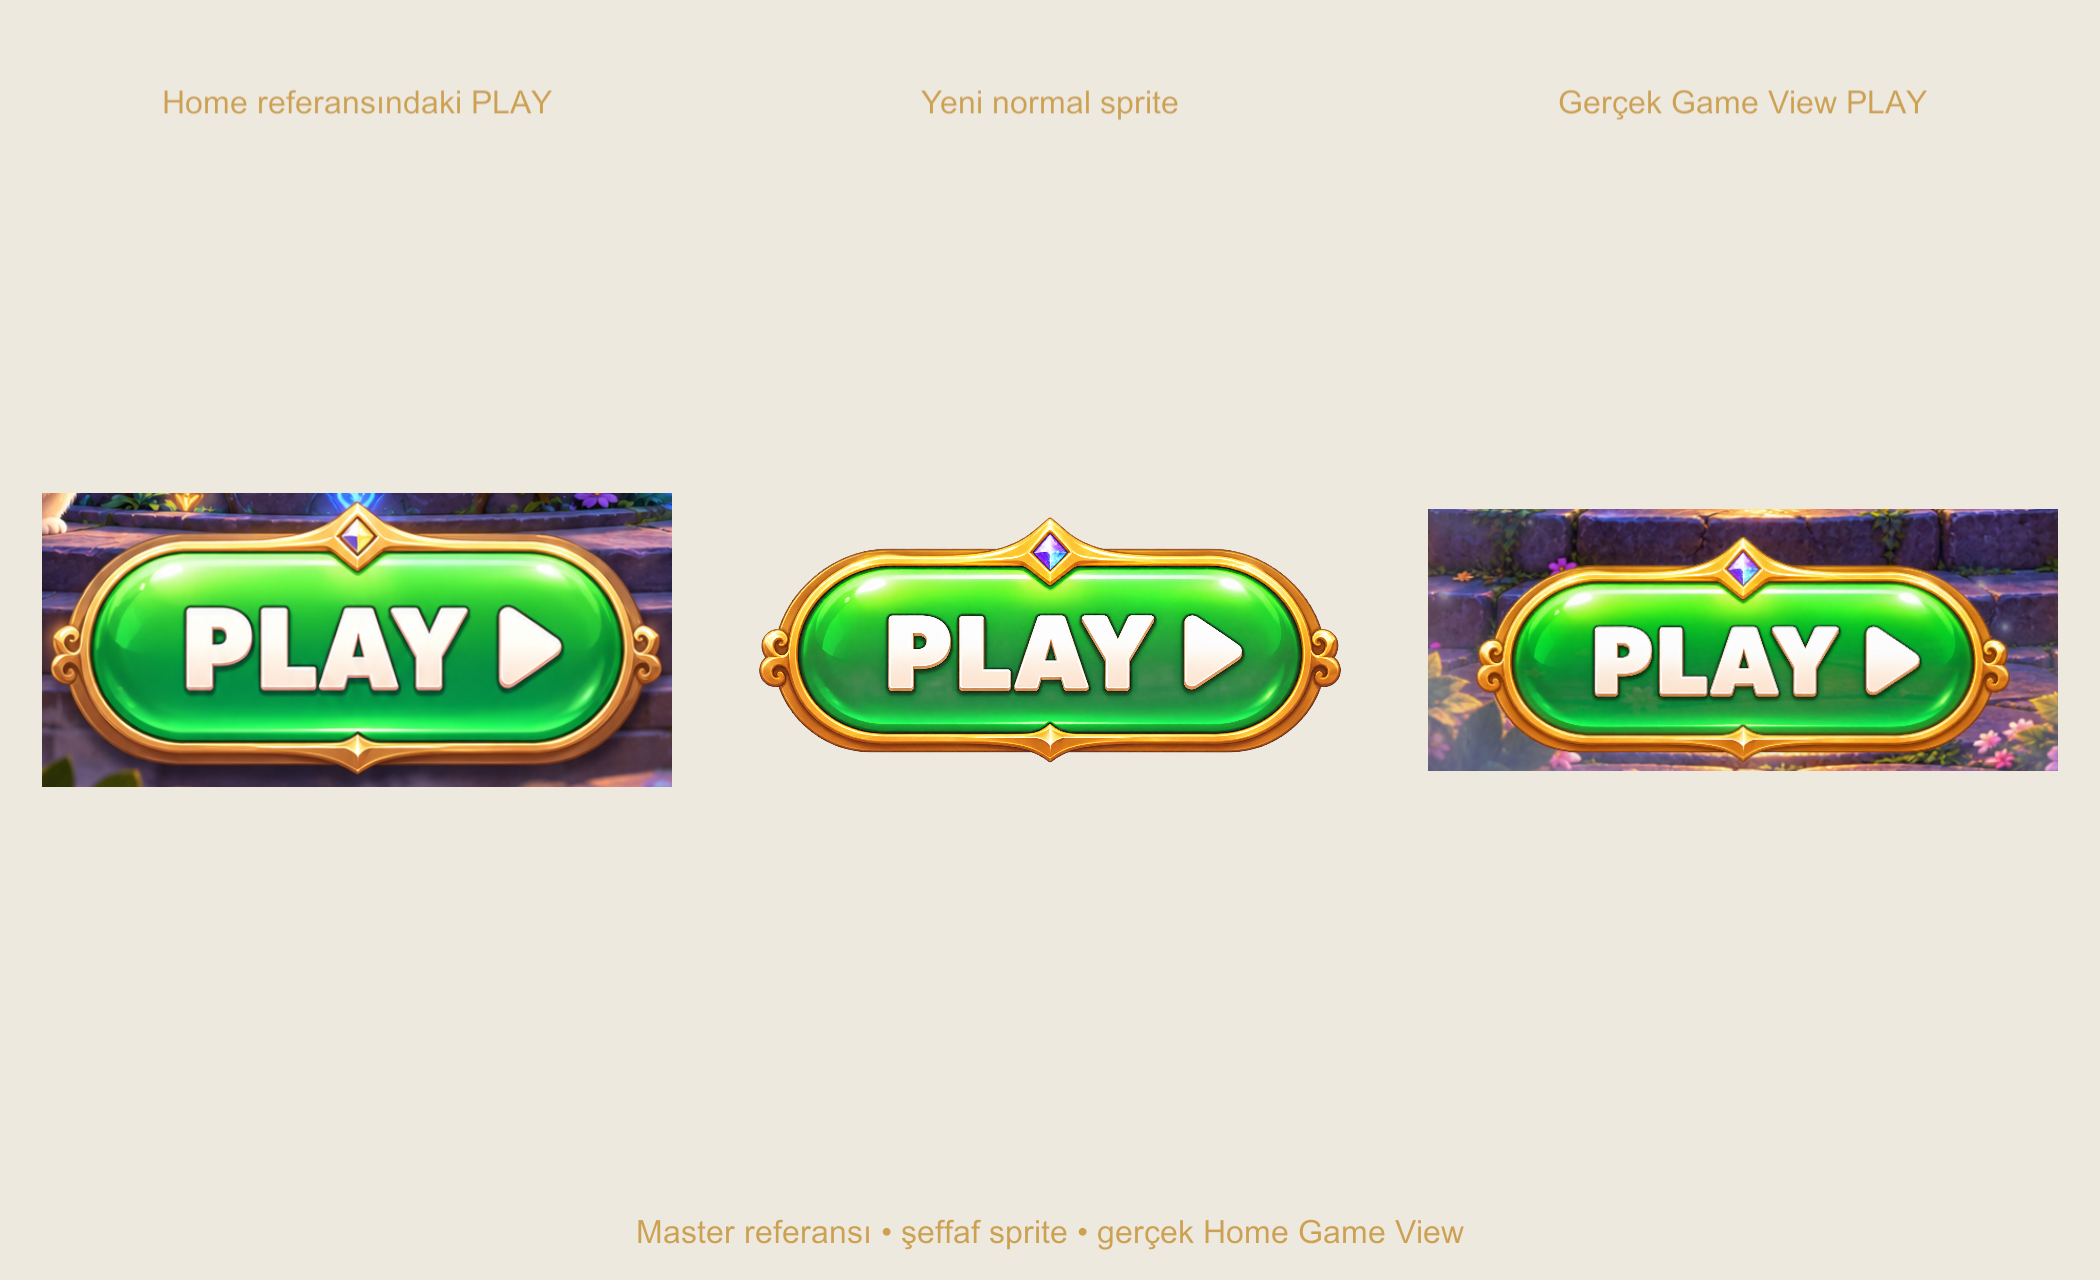 Home referansındaki PLAY
Yeni normal sprite
Gerçek Game View PLAY
PLAY
PLAY
PLAY
Master referansı • şeffaf sprite • gerçek Home Game View